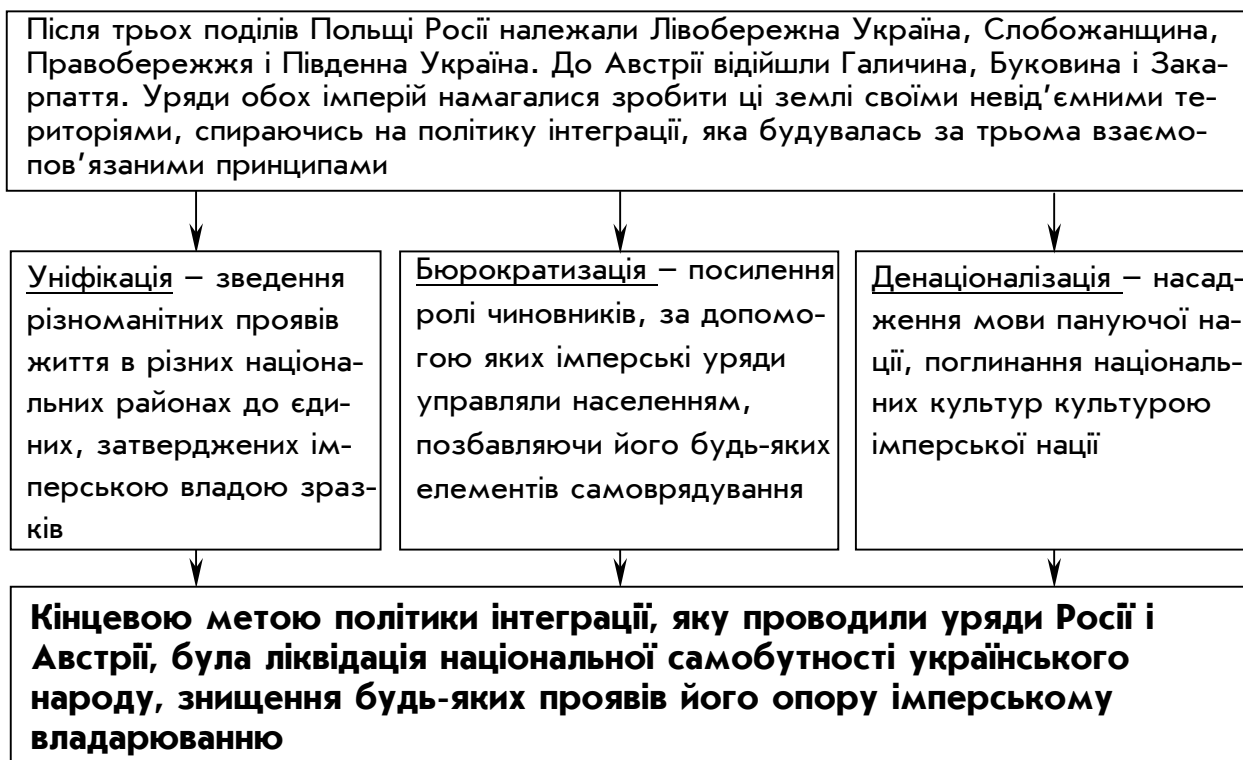 Після трьох поділів Польщі Росії належали Лівобережна Україна, Слобожанщина,
Правобережжя і Південна Україна. До Австрії відійшли Галичина, Буковина і Зака-
рпаття. Уряди обох імперій намагалися зробити ці землі своїми невід’ємними те-
риторіями, спираючись на політику інтеграції, яка будувалась за трьома взаємо-
пов’язаними принципами
Уніфікація – зведення
різноманітних проявів
життя в різних націона-
льних районах до єди-
них, затверджених ім-
перською владою зраз-
ків
Бюрократизація – посилення
ролі чиновників, за допомо-
гою яких імперські уряди
управляли населенням,
позбавляючи його будь-яких
елементів самоврядування
Денаціоналізація – насад-
ження мови пануючої на-
ції, поглинання національ-
них культур культурою
імперської нації
Кінцевою метою політики інтеграції, яку проводили уряди Росії і
Австрії, була ліквідація національної самобутності українського
народу, знищення будь-яких проявів його опору імперському
владарюванню